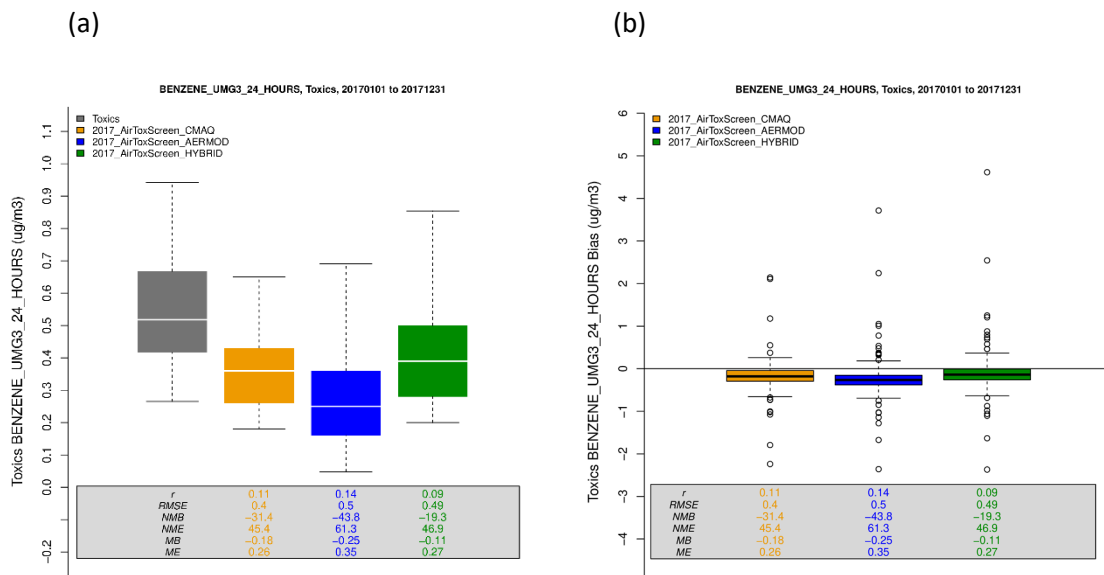 (a)
BENZENE_UMG3_24_HOURS, Toxics, 20170101 to 20171231
Toxics
2017_AirToxScreen_CMAQ
2017_AirToxScreen_AERMOD
2017_AirToxScreen_HYBRID
Toxics BENZENE_UMG3_24_HOURS (ug/m3)
1.1
1.0
0.9
0.8
0.7
0.6
0.5
0.4
0.3
0.2
0.1
0.0
-0.2
r 0.11 0.14 0.09
RMSE 0.4 0.5 0.49
NMB -31.4 -43.8 -19.3
NME 45.4 61.3 46.9
MB -0.18 -0.25 -0.11
ME 0.26 0.35 0.27
(b)
BENZENE_UMG3_24_HOURS, Toxics, 20170101 to 20171231
2017_AirToxScreen_CMAQ
2017_AirToxScreen_AERMOD
2017_AirToxScreen_HYBRID
Toxics BENZENE_UMG3_24_HOURS Bias (ug/m3)
6
5
4
3
2
1
0
-1
-2
-3
-4
r 0.11 0.14 0.09
RMSE 0.4 0.5 0.49
NMB -31.4 -43.8 -19.3
NME 45.4 61.3 46.9
MB -0.18 -0.25 -0.11
ME 0.26 0.35 0.27